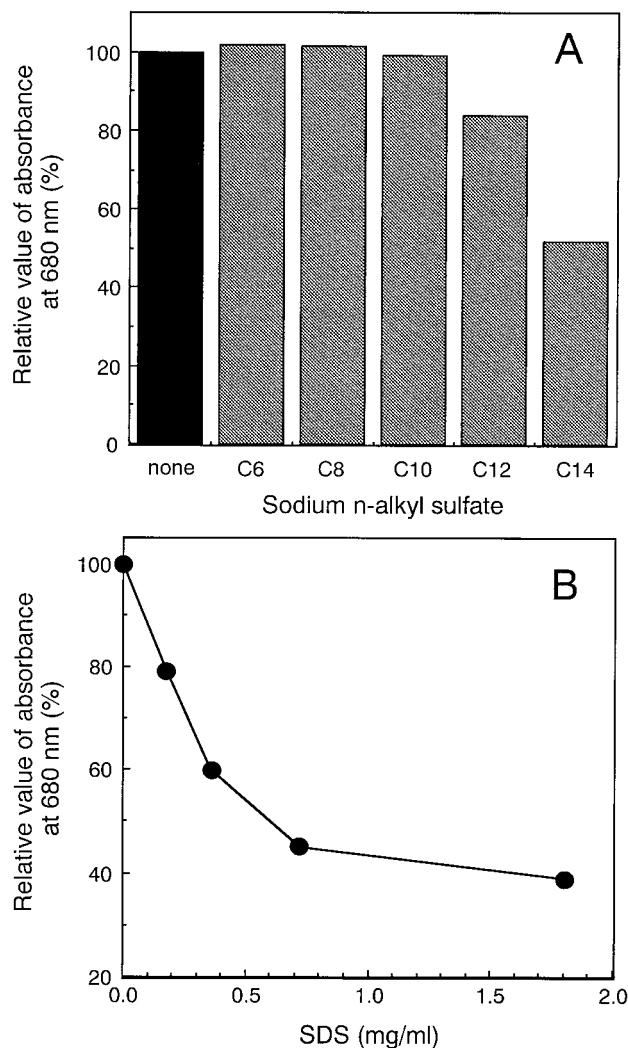 A
Relative value of absorbance
at 680 nm (%)
100
80
60
40
20
0
none C6 C8 C10 C12 C14
Sodium n-alkyl sulfate
B
Relative value of absorbance
at 680 nm (%)
100
80
60
40
20
0.0 0.5 1.0 1.5 2.0
SDS (mg/ml)